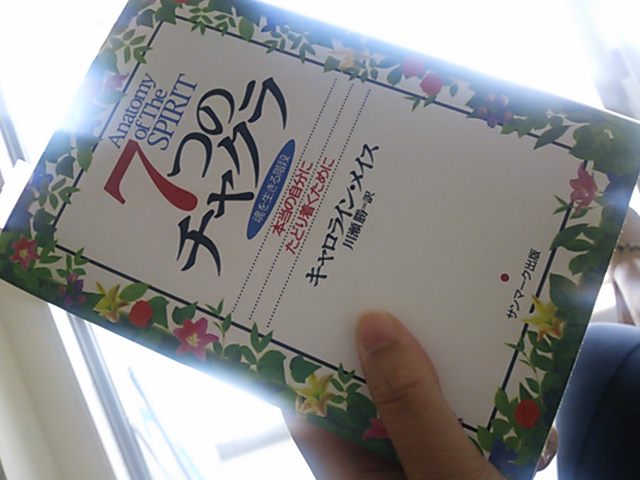 Anatomy
of The
SPIRIT
7つの
チャクラ
魂を生きる階段
本当の自分に
たどり着くために
キャロライン・メイス
川瀬 勝=訳
サンマーク出版